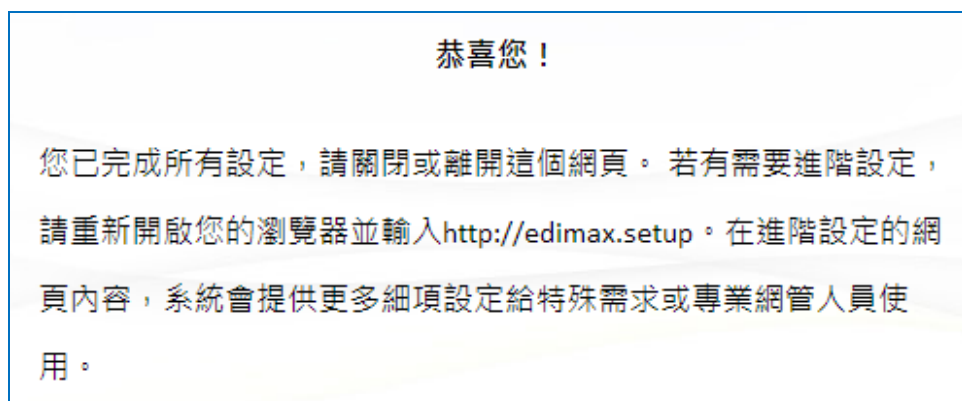 恭喜您！
您已完成所有設定，請關閉或離開這個網頁。 若有需要進階設定，
請重新開啟您的瀏覽器並輸入http://edimax.setup。在進階設定的網
頁內容，系統會提供更多細項設定給特殊需求或專業網管人員使
用。